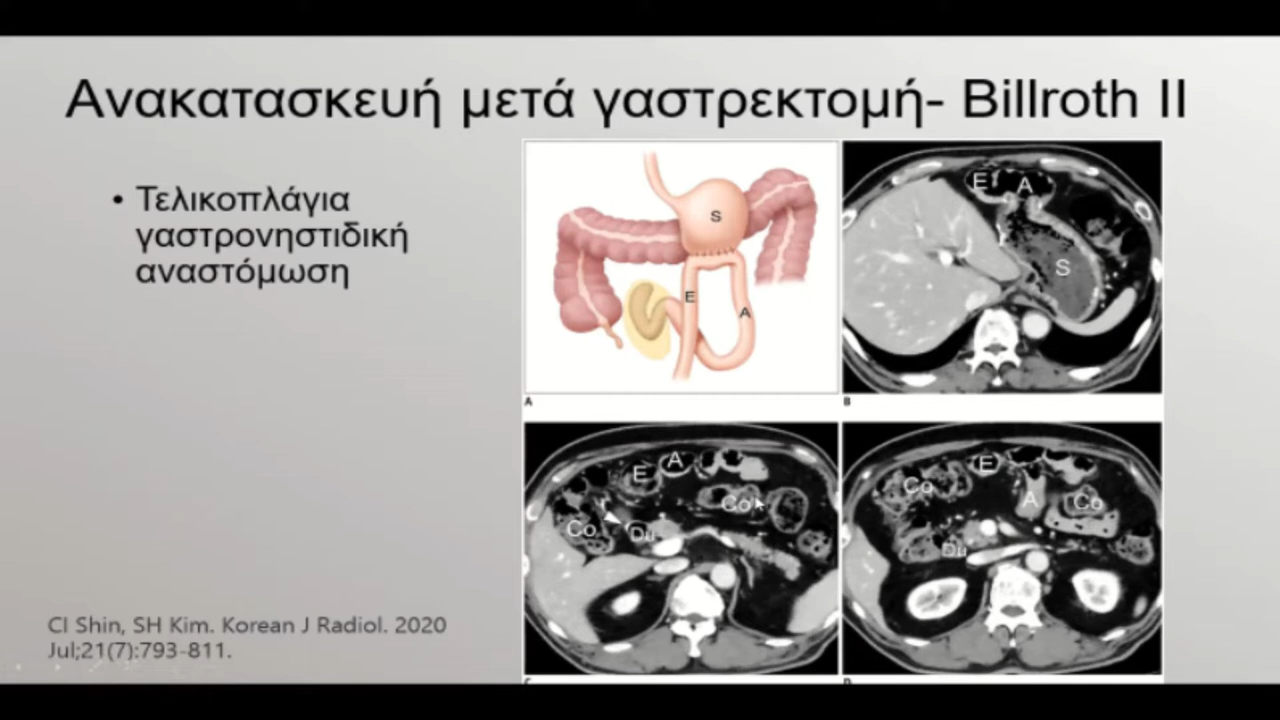 Ανακατασκευή μετά γαστρεκτομή- Billroth II
• Τελικοπλάγια
γαστρονηστιδική
αναστόμωση
S
E
A
A
E A
S
B
E A
Co
r
Co Du
E
Co
A Co
Du
CI Shin, SH Kim. Korean J Radiol. 2020
Jul;21(7):793-811.